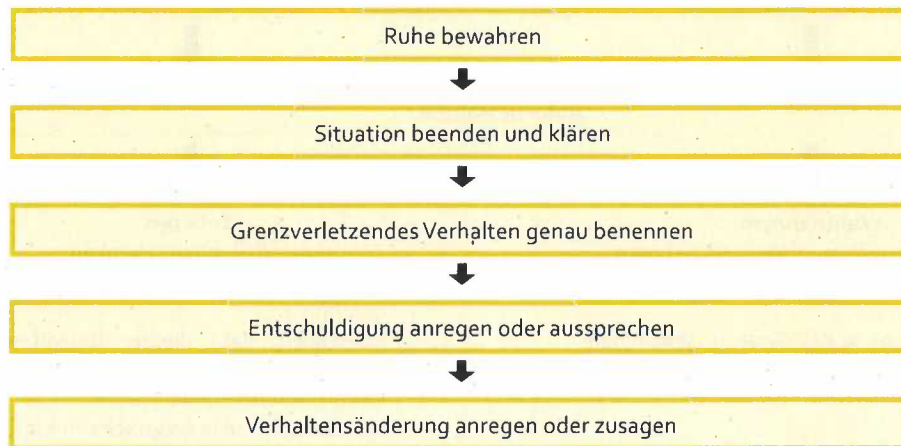 Ruhe bewahren
Situation beenden und klären
Grenzverletzendes Verhalten genau benennen
Entschuldigung anregen oder aussprechen
Verhaltensänderung anregen oder zusagen